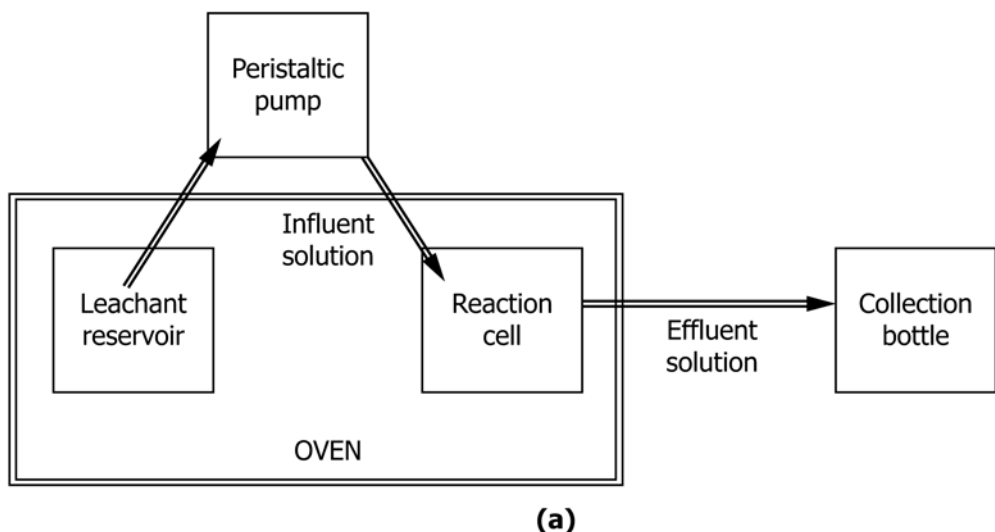 Peristaltic
pump
Influent
solution
Leachant
reservoir
Reaction
cell
Effluent
solution
Collection
bottle
OVEN
(a)